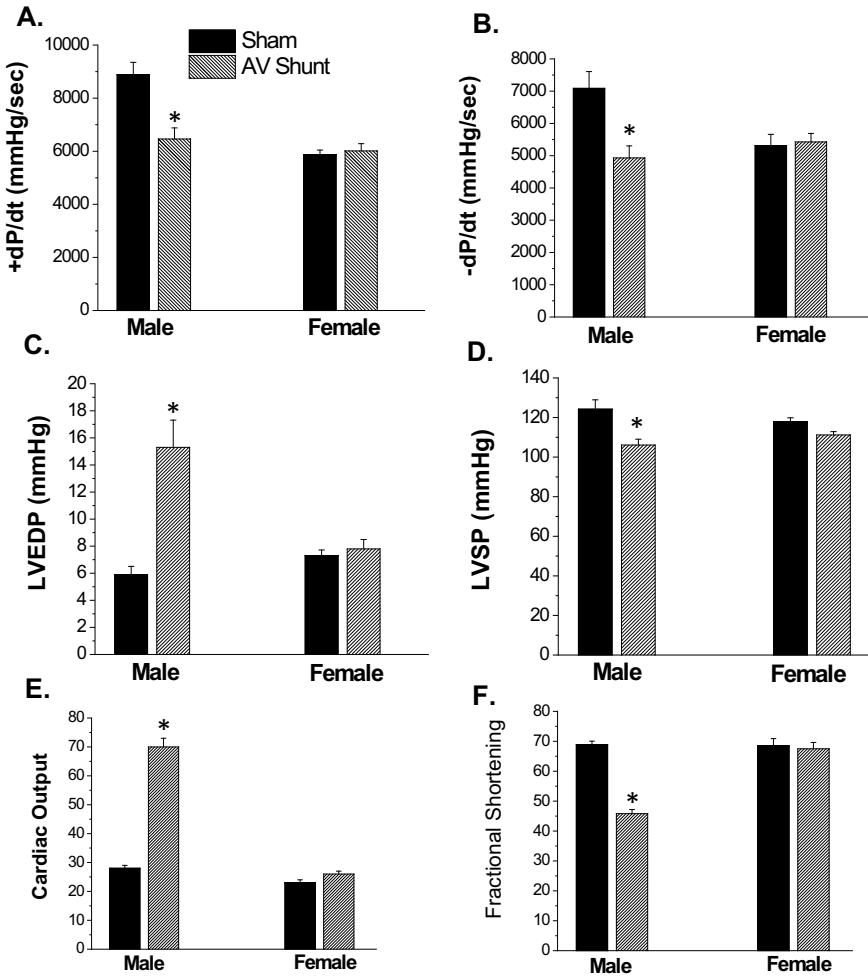 A.
Sham
AV Shunt
+dP/dt (mmHg/sec)
10000
8000
6000
4000
2000
0
*
Male Female
B.
-dP/dt (mmHg/sec)
8000
7000
6000
5000
4000
3000
2000
1000
0
*
Male Female
C.
LVEDP (mmHg)
20
18
16
14
12
10
8
6
4
2
0
*
Male Female
D.
LVSP (mmHg)
140
120
100
80
60
40
20
0
*
Male Female
E.
Cardiac Output
80
70
60
50
40
30
20
10
0
*
Male Female
F.
Fractional Shortening
80
70
60
50
40
30
20
10
0
*
Male Female